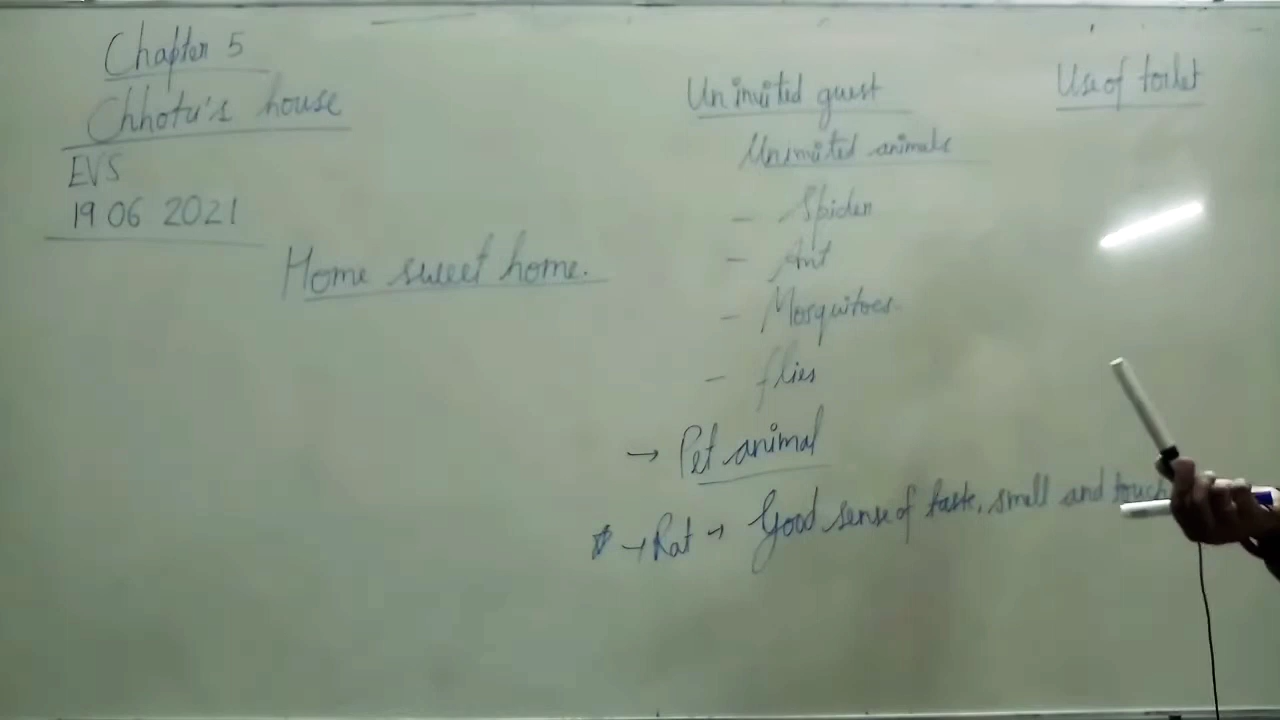 Chapter 5
Chhotu's house
EVS
19 06 2021
Home sweet home.
Uninvited guest
Uninvited animals
- Spider
- Ant
- Mosquitoes
- flies
→ Pet animal
→ Rat → Good sense of taste, smell and touch
Use of toilet